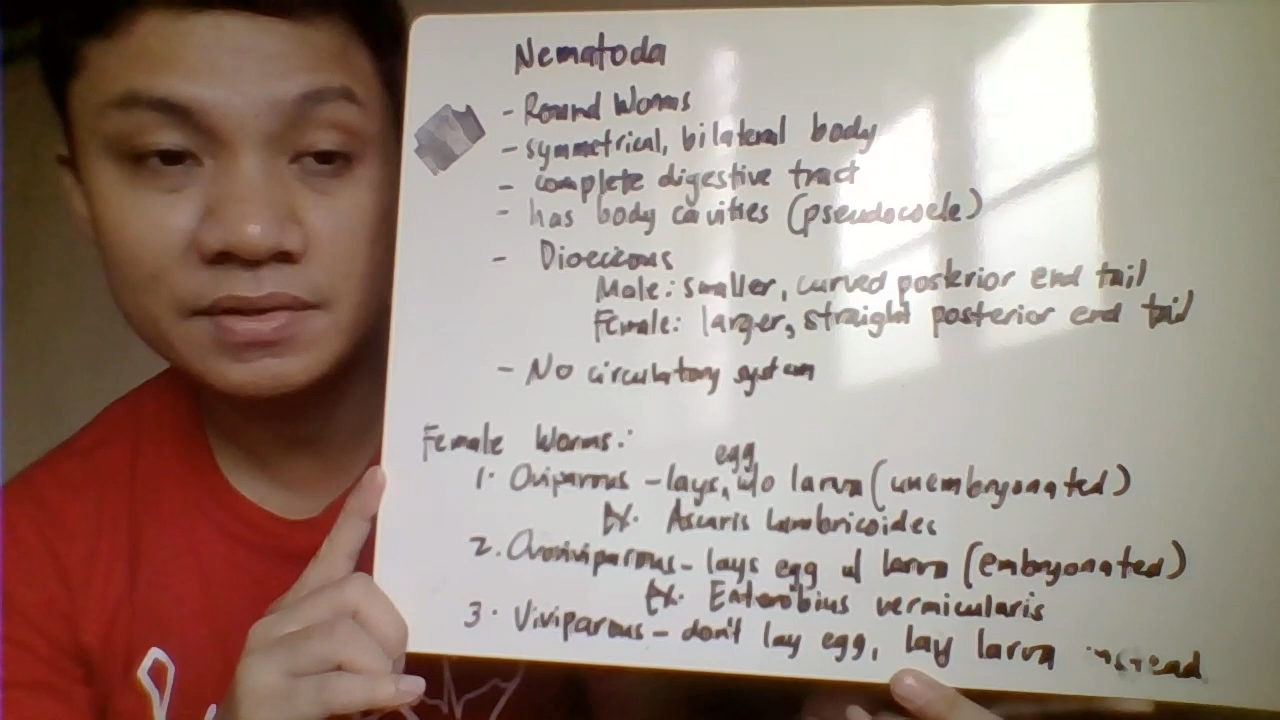 Nematoda
- Round Worms
- symmetrical, bilateral body
- complete digestive tract
- has body cavities (pseudocoele)
- Dioecious
Male: smaller, curved posterior end tail
Female: larger, straight posterior end tail
- No circulatory system
Female Worms:
egg
1. Oviparous - lays, w/o larva (unembryonated)
Ex. Ascaris lumbricoides
2. Ovoviviparous - lays egg w/ larva (embryonated)
Ex. Enterobius vermicularis
3. Viviparous - don't lay egg, lay larva instead